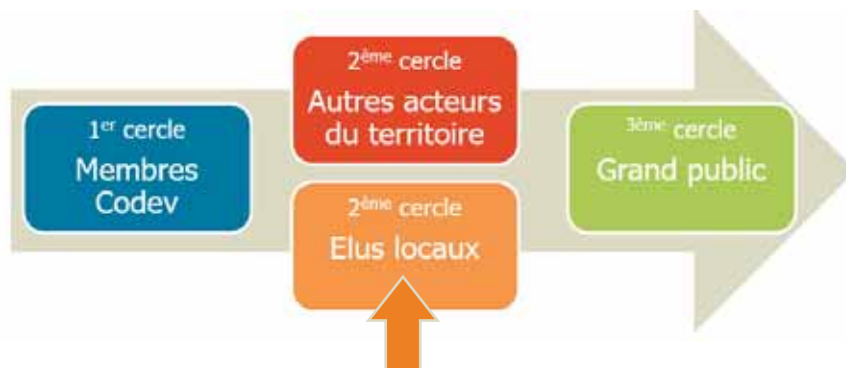 1er cercle
Membres
Codev
2ème cercle
Autres acteurs
du territoire
2ème cercle
Elus locaux
3ème cercle
Grand public